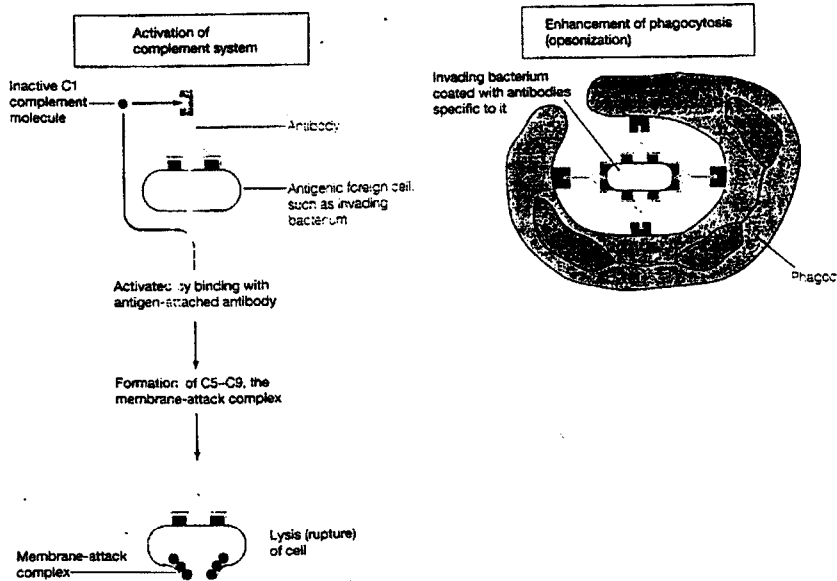 Activation of
complement system
Inactive C1
complement
molecule
Antibody
Antigenic foreign cell,
such as invading
bacterium
Activated by binding with
antigen-attached antibody
Formation of C5–C9, the
membrane-attack complex
Lysis (rupture)
of cell
Membrane-attack
complex
Enhancement of phagocytosis
(opsonization)
Invading bacterium
coated with antibodies
specific to it
Phagoc